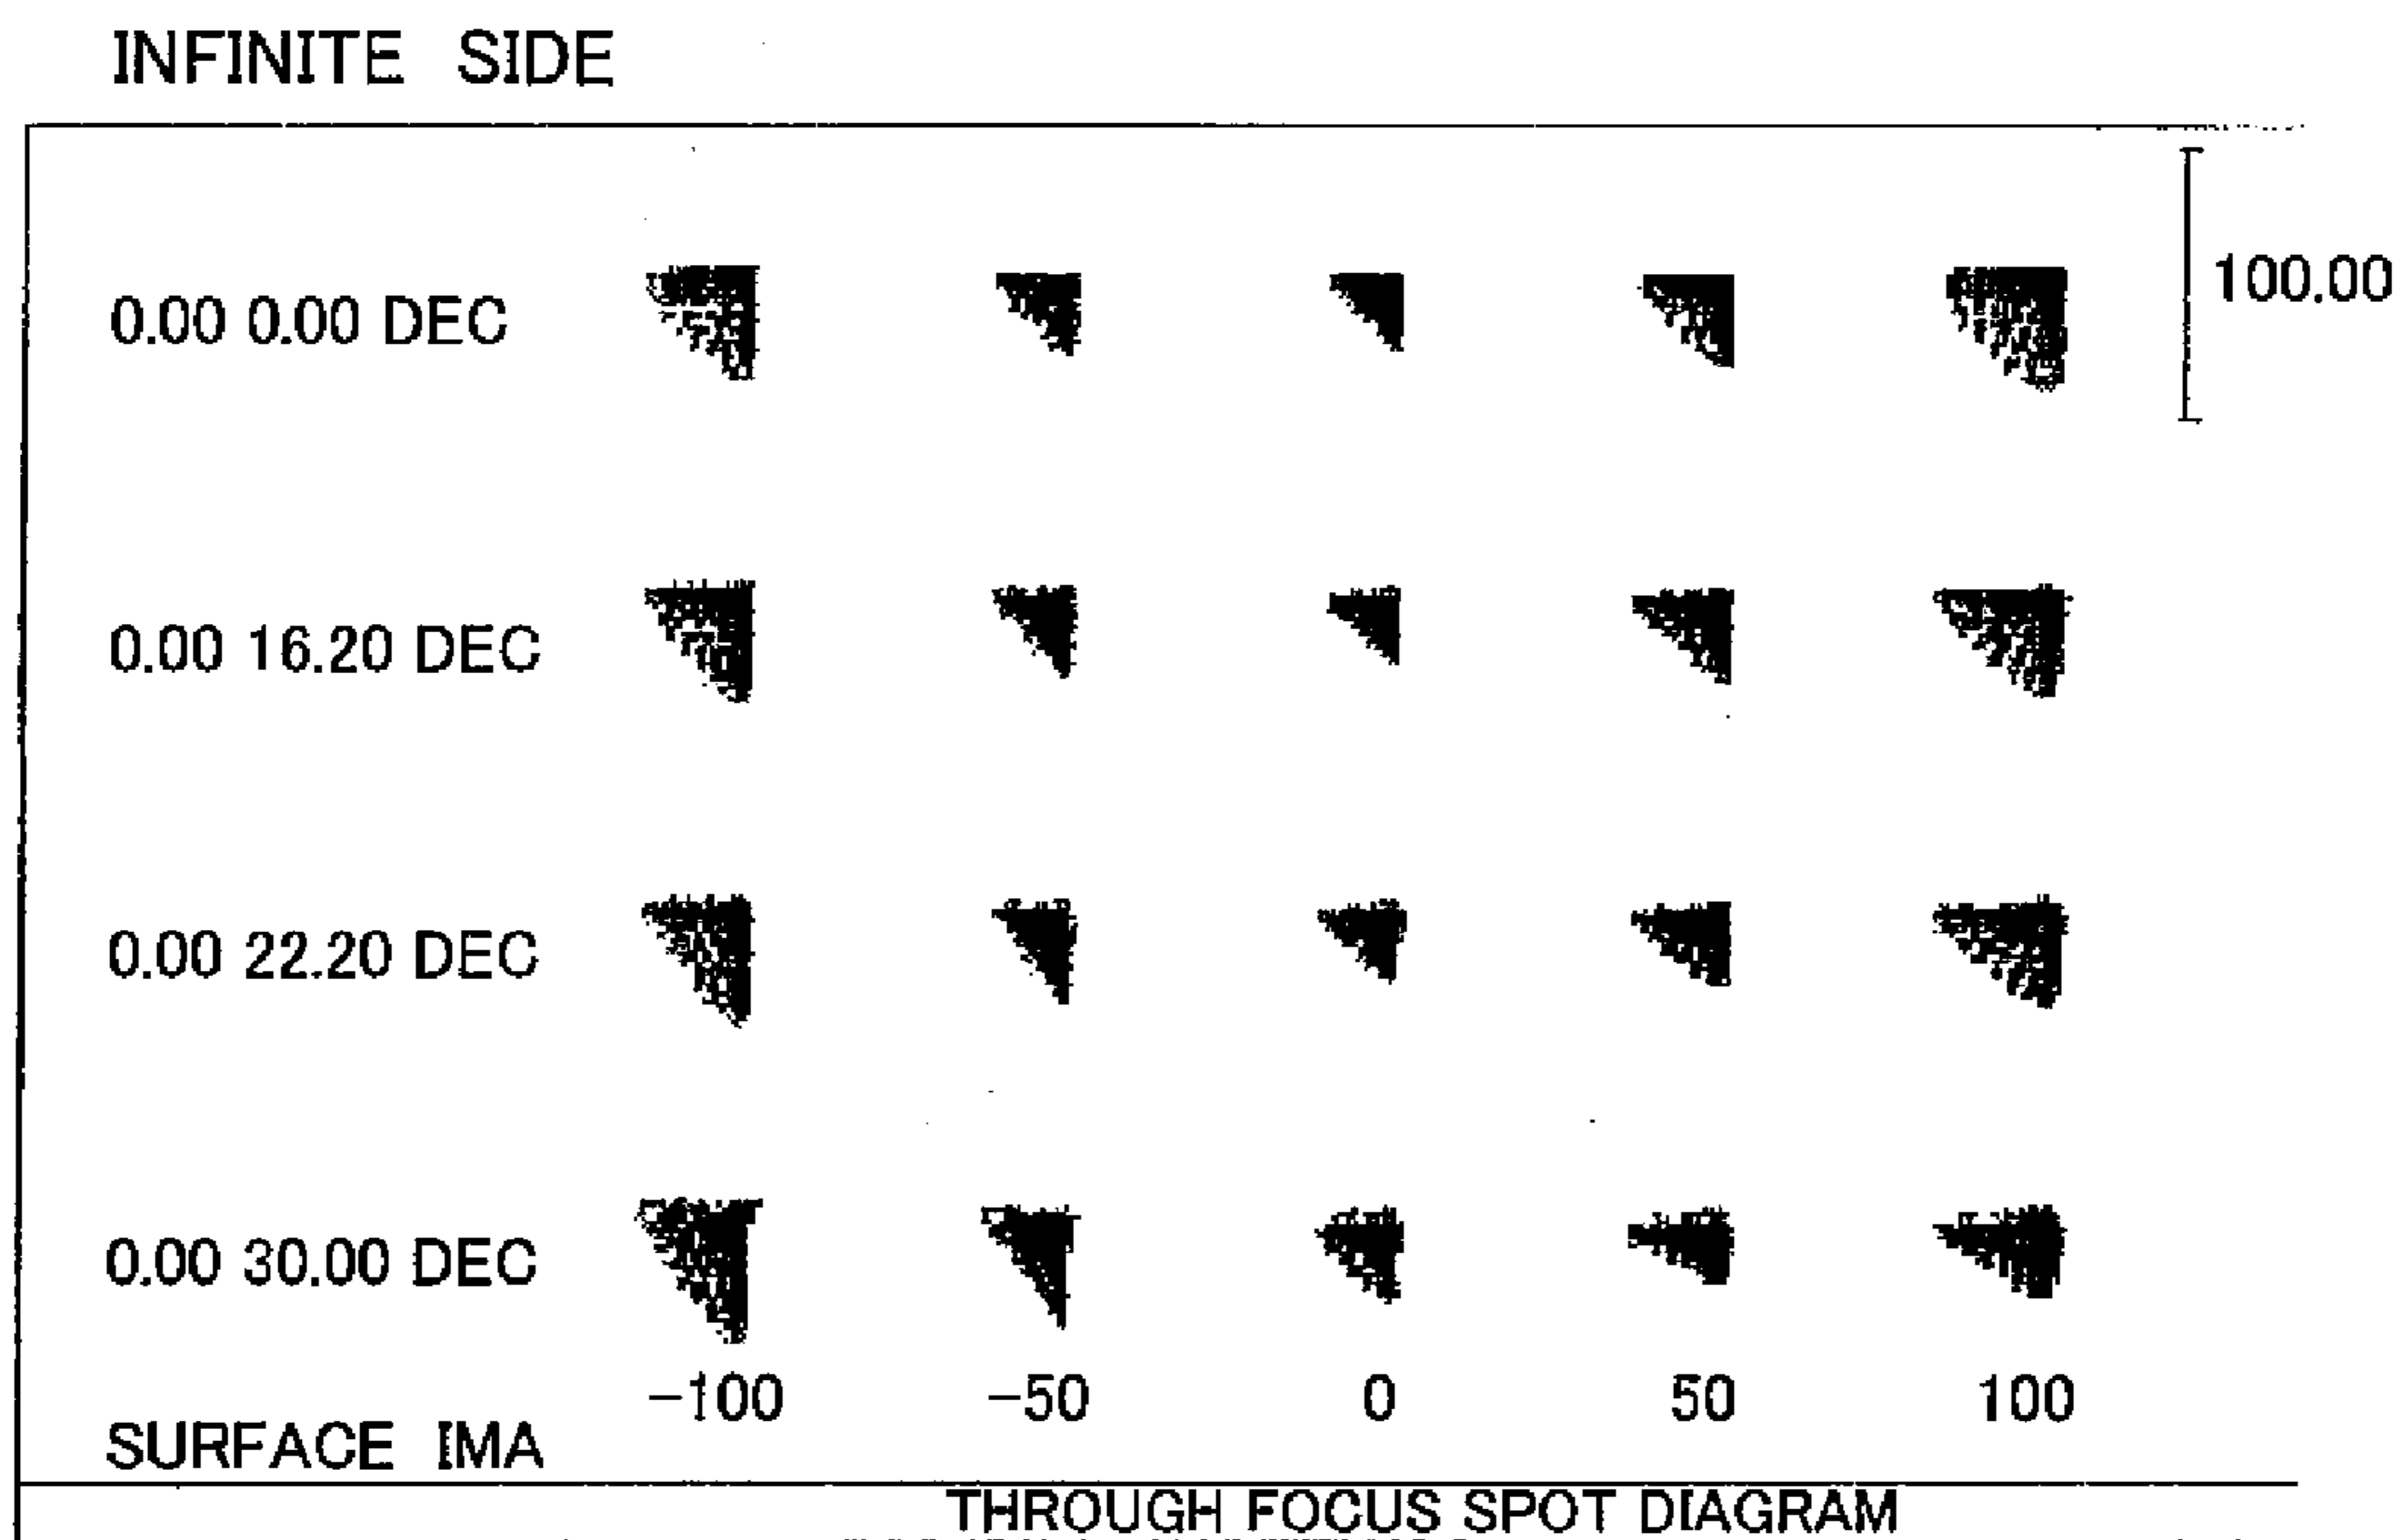 INFINITE SIDE
100.00
0.00 0.00 DEC
0.00 16.20 DEC
0.00 22.20 DEC
0.00 30.00 DEC
−100 −50 0 50 100
SURFACE IMA
THROUGH FOCUS SPOT DIAGRAM